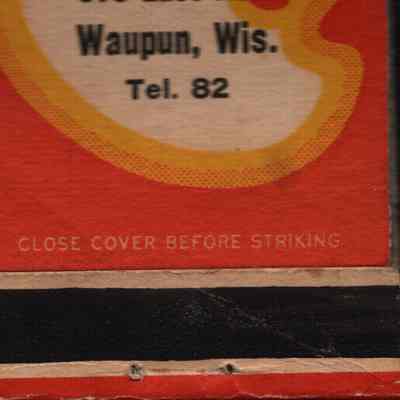 Waupun, Wis.
Tel. 82
CLOSE COVER BEFORE STRIKING